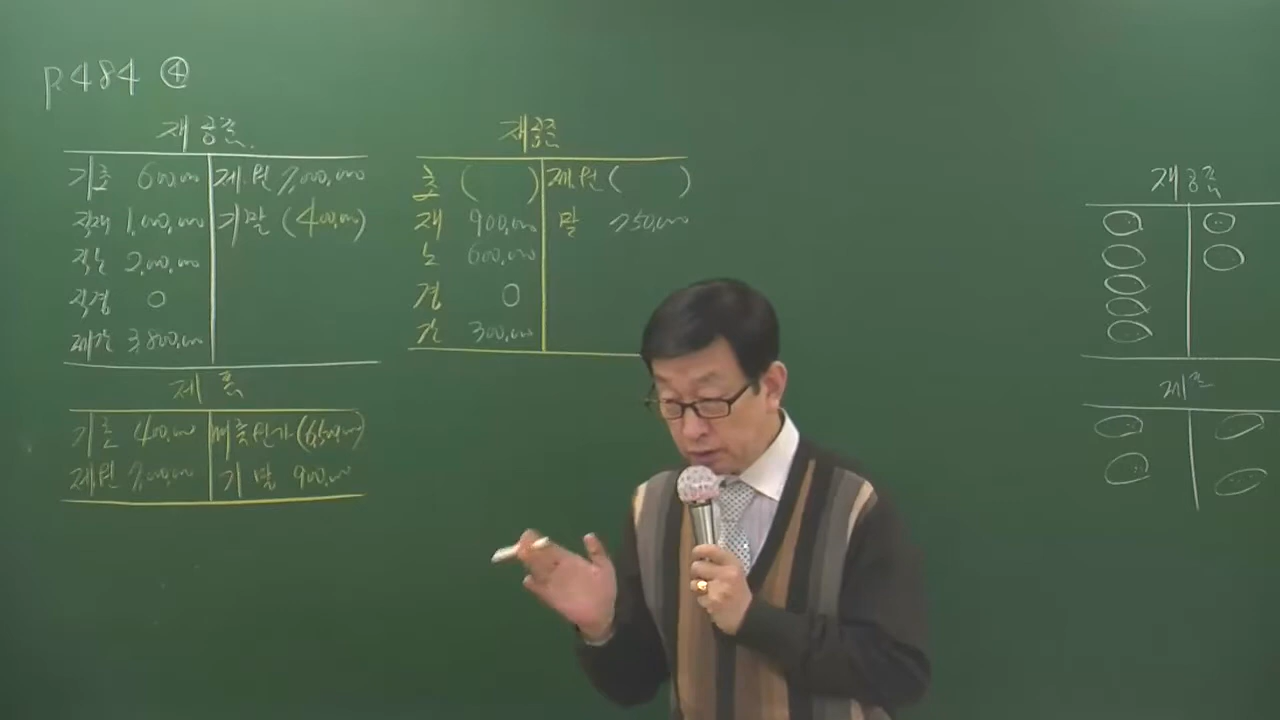 P.484 ④
재공품
기초 600,000 제.원 7,000,000
직재 1,000,000 기말 (400,000)
직노 2,000,000
직경 0
제간 3,800,000
제 품
기초 400,000 매출원가 (6,500,000)
제.원 7,000,000 기말 900,000
재공품
초 ( ) 제.원 ( )
재 900,000 말 250,000
노 600,000
경 0
간 300,000
재공품
제품